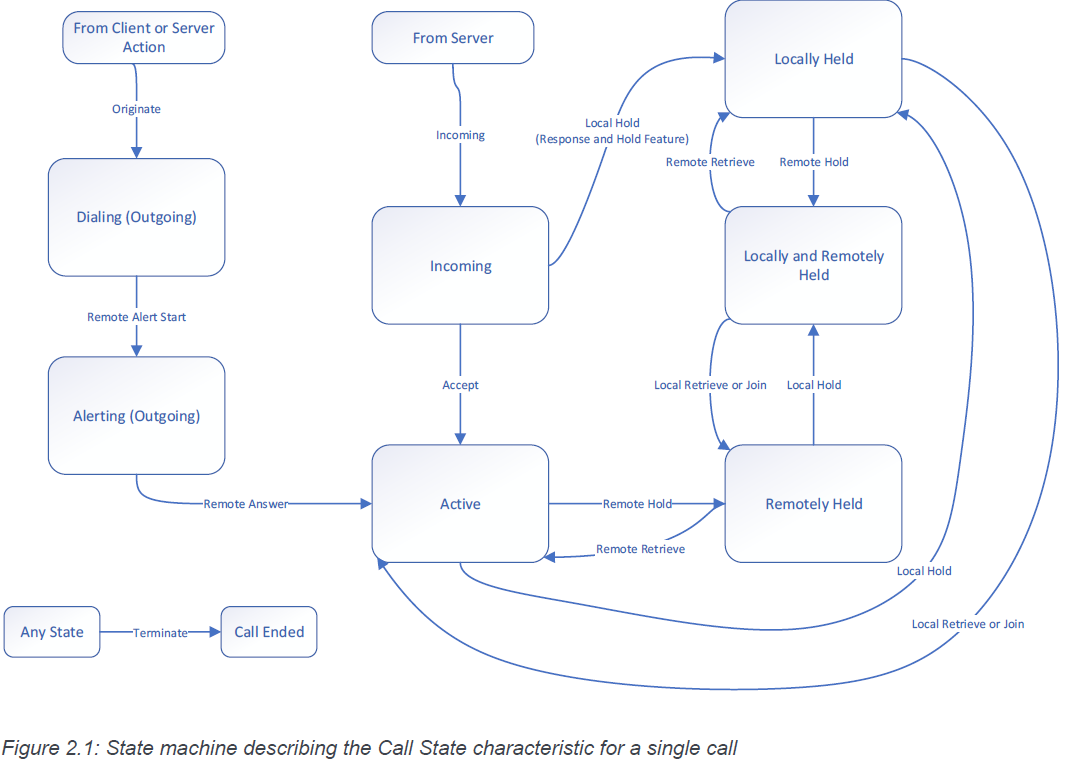 From Client or Server
Action
Originate
Dialing (Outgoing)
Remote Alert Start
Alerting (Outgoing)
Remote Answer
From Server
Incoming
Incoming
Accept
Active
Local Hold
(Response and Hold Feature)
Locally Held
Remote Retrieve
Remote Hold
Locally and Remotely
Held
Local Retrieve or Join
Local Hold
Remotely Held
Remote Hold
Remote Retrieve
Local Hold
Local Retrieve or Join
Any State
Terminate
Call Ended
Figure 2.1: State machine describing the Call State characteristic for a single call